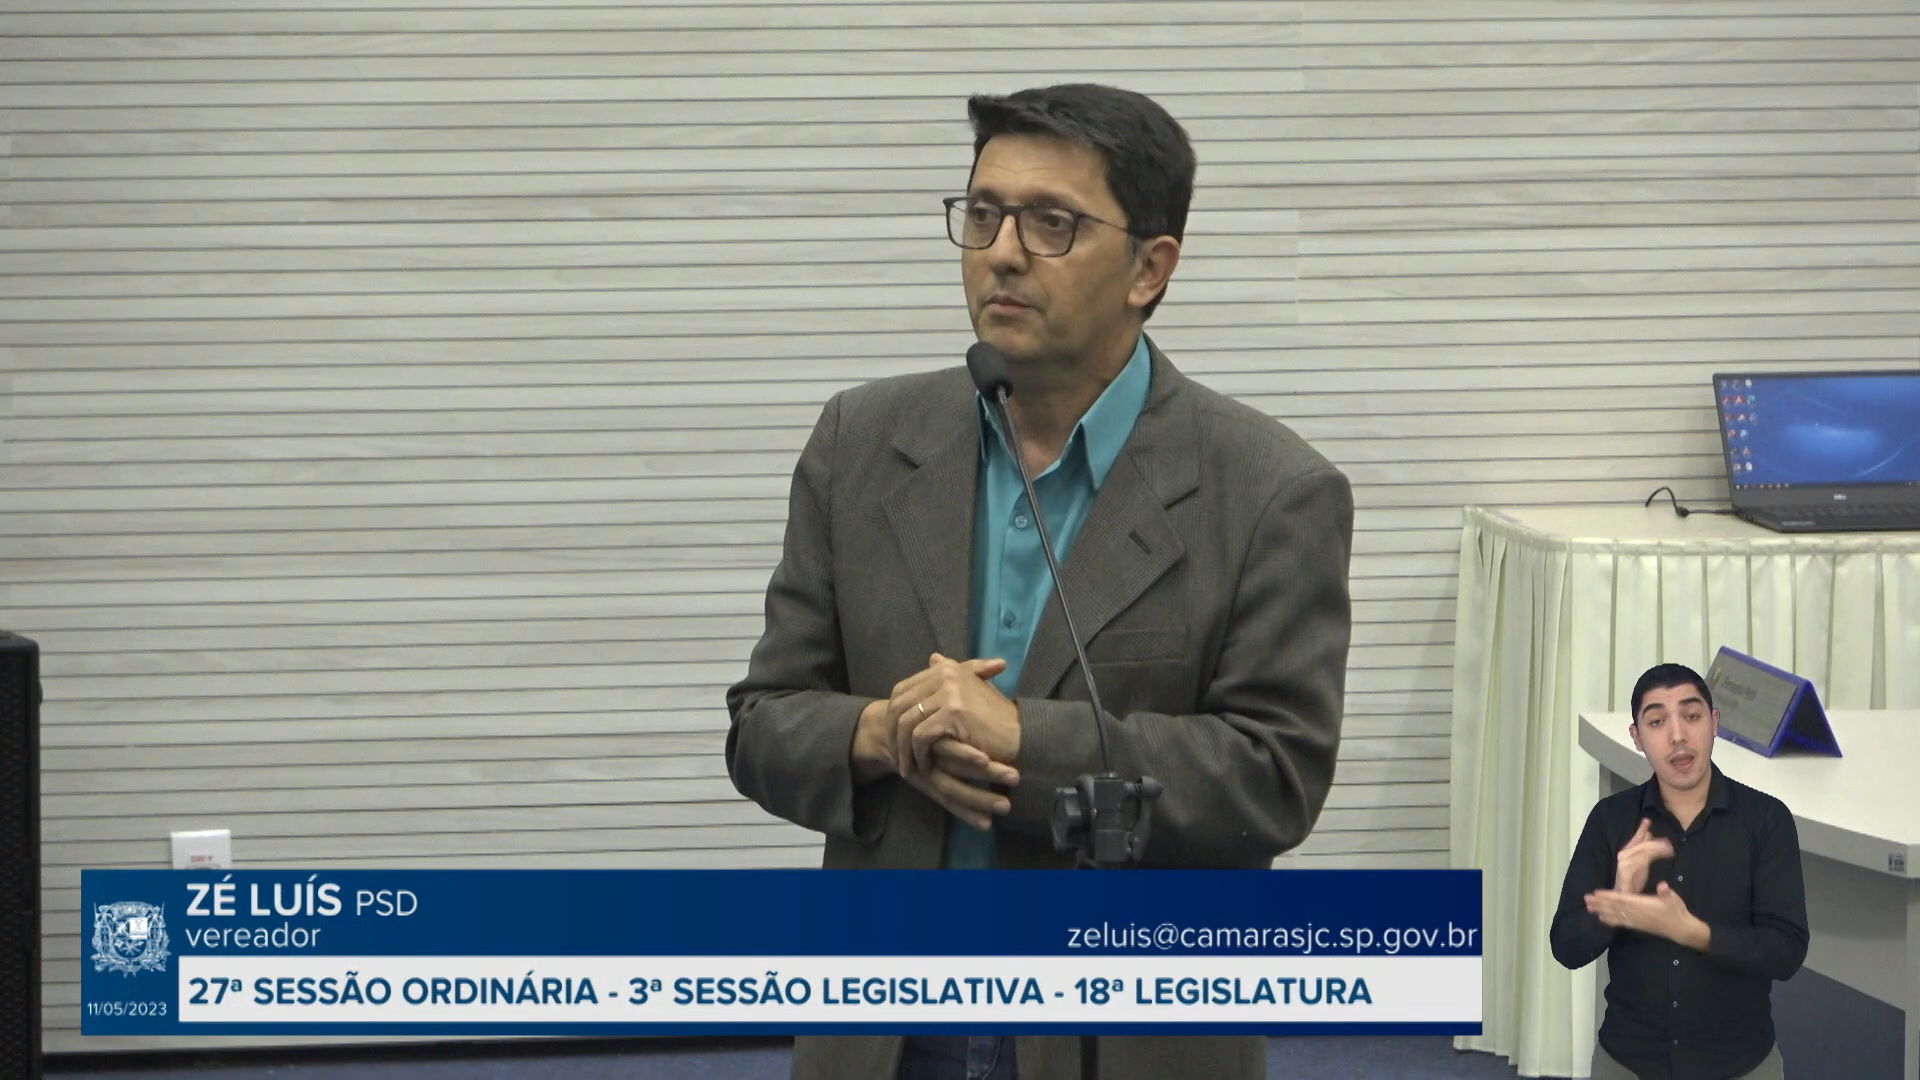 ZÉ LUÍS PSD
vereador
zeluis@camarasjc.sp.gov.br
27ª SESSÃO ORDINÁRIA - 3ª SESSÃO LEGISLATIVA - 18ª LEGISLATURA
11/05/2023